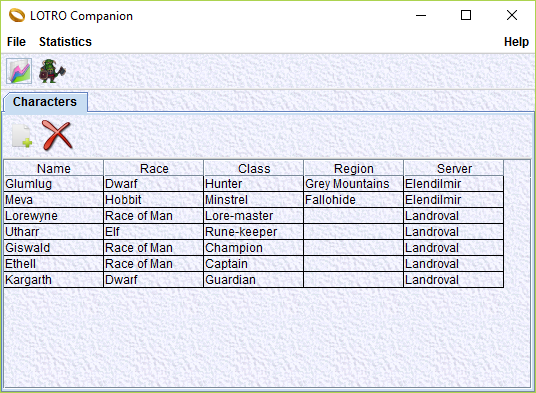 LOTRO Companion
File Statistics Help
Characters
Name Race Class Region Server
Glumlug Dwarf Hunter Grey Mountains Elendilmir
Meva Hobbit Minstrel Fallohide Elendilmir
Lorewyne Race of Man Lore-master Landroval
Utharr Elf Rune-keeper Landroval
Giswald Race of Man Champion Landroval
Ethell Race of Man Captain Landroval
Kargarth Dwarf Guardian Landroval